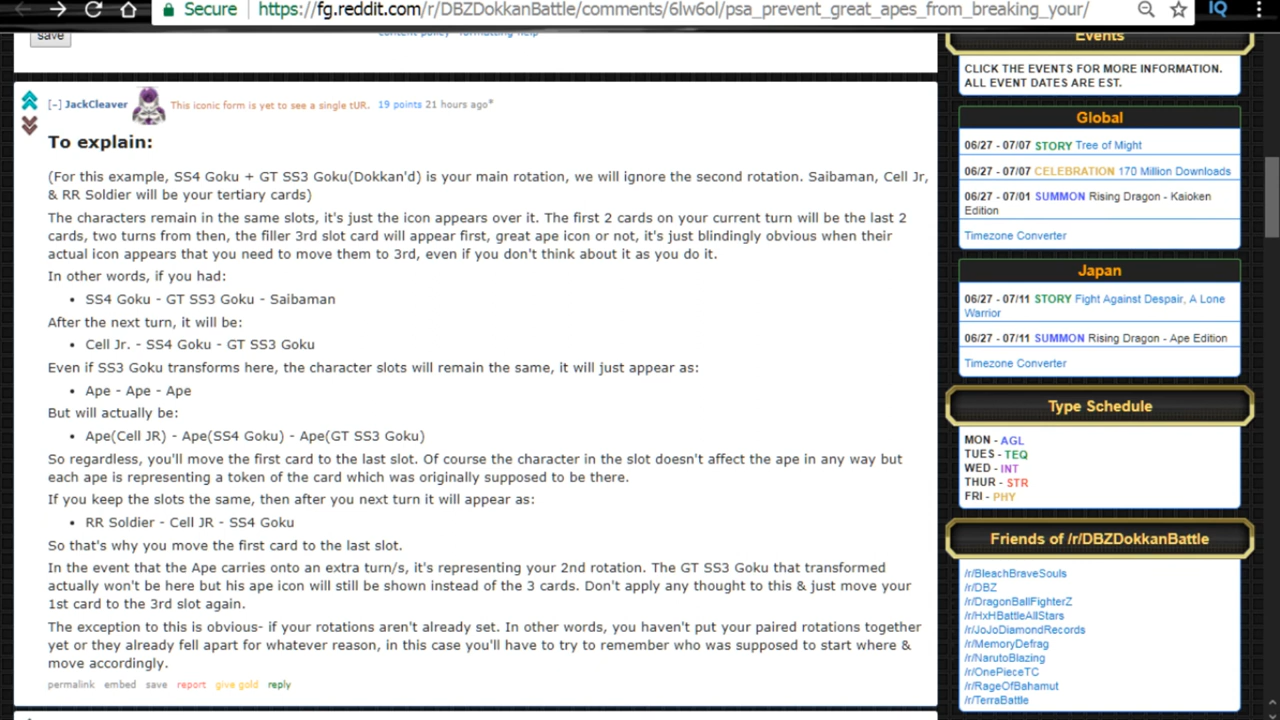 Secure https://fg.reddit.com/r/DBZDokkanBattle/comments/6lw6ol/psa_prevent_great_apes_from_breaking_your/
IQ
save
content policy formatting help
[–] JackCleaver This iconic form is yet to see a single tUR. 19 points 21 hours ago*
To explain:
(For this example, SS4 Goku + GT SS3 Goku(Dokkan'd) is your main rotation, we will ignore the second rotation. Saibaman, Cell Jr,
& RR Soldier will be your tertiary cards)
The characters remain in the same slots, it's just the icon appears over it. The first 2 cards on your current turn will be the last 2
cards, two turns from then, the filler 3rd slot card will appear first, great ape icon or not, it's just blindingly obvious when their
actual icon appears that you need to move them to 3rd, even if you don't think about it as you do it.
In other words, if you had:
• SS4 Goku - GT SS3 Goku - Saibaman
After the next turn, it will be:
• Cell Jr. - SS4 Goku - GT SS3 Goku
Even if SS3 Goku transforms here, the character slots will remain the same, it will just appear as:
• Ape - Ape - Ape
But will actually be:
• Ape(Cell JR) - Ape(SS4 Goku) - Ape(GT SS3 Goku)
So regardless, you'll move the first card to the last slot. Of course the character in the slot doesn't affect the ape in any way but
each ape is representing a token of the card which was originally supposed to be there.
If you keep the slots the same, then after you next turn it will appear as:
• RR Soldier - Cell JR - SS4 Goku
So that's why you move the first card to the last slot.
In the event that the Ape carries onto an extra turn/s, it's representing your 2nd rotation. The GT SS3 Goku that transformed
actually won't be here but his ape icon will still be shown instead of the 3 cards. Don't apply any thought to this & just move your
1st card to the 3rd slot again.
The exception to this is obvious- if your rotations aren't already set. In other words, you haven't put your paired rotations together
yet or they already fell apart for whatever reason, in this case you'll have to try to remember who was supposed to start where &
move accordingly.
permalink embed save report give gold reply
Events
CLICK THE EVENTS FOR MORE INFORMATION.
ALL EVENT DATES ARE EST.
Global
06/27 - 07/07 STORY Tree of Might
06/27 - 07/07 CELEBRATION 170 Million Downloads
06/27 - 07/01 SUMMON Rising Dragon - Kaioken
Edition
Timezone Converter
Japan
06/27 - 07/11 STORY Fight Against Despair, A Lone
Warrior
06/27 - 07/11 SUMMON Rising Dragon - Ape Edition
Timezone Converter
Type Schedule
MON - AGL
TUES - TEQ
WED - INT
THUR - STR
FRI - PHY
Friends of /r/DBZDokkanBattle
/r/BleachBraveSouls
/r/DBZ
/r/DragonBallFighterZ
/r/HxHBattleAllStars
/r/JoJoDiamondRecords
/r/MemoryDefrag
/r/NarutoBlazing
/r/OnePieceTC
/r/RageOfBahamut
/r/TerraBattle